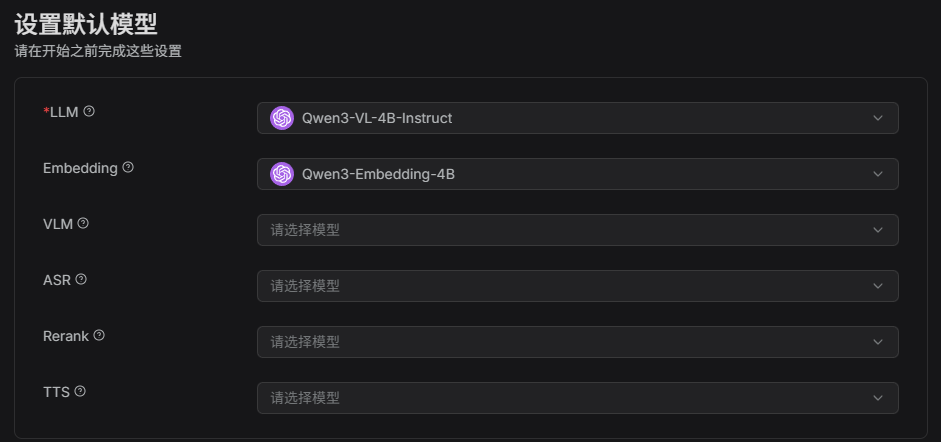 设置默认模型
请在开始之前完成这些设置
*LLM
Qwen3-VL-4B-Instruct
Embedding
Qwen3-Embedding-4B
VLM
请选择模型
ASR
请选择模型
Rerank
请选择模型
TTS
请选择模型